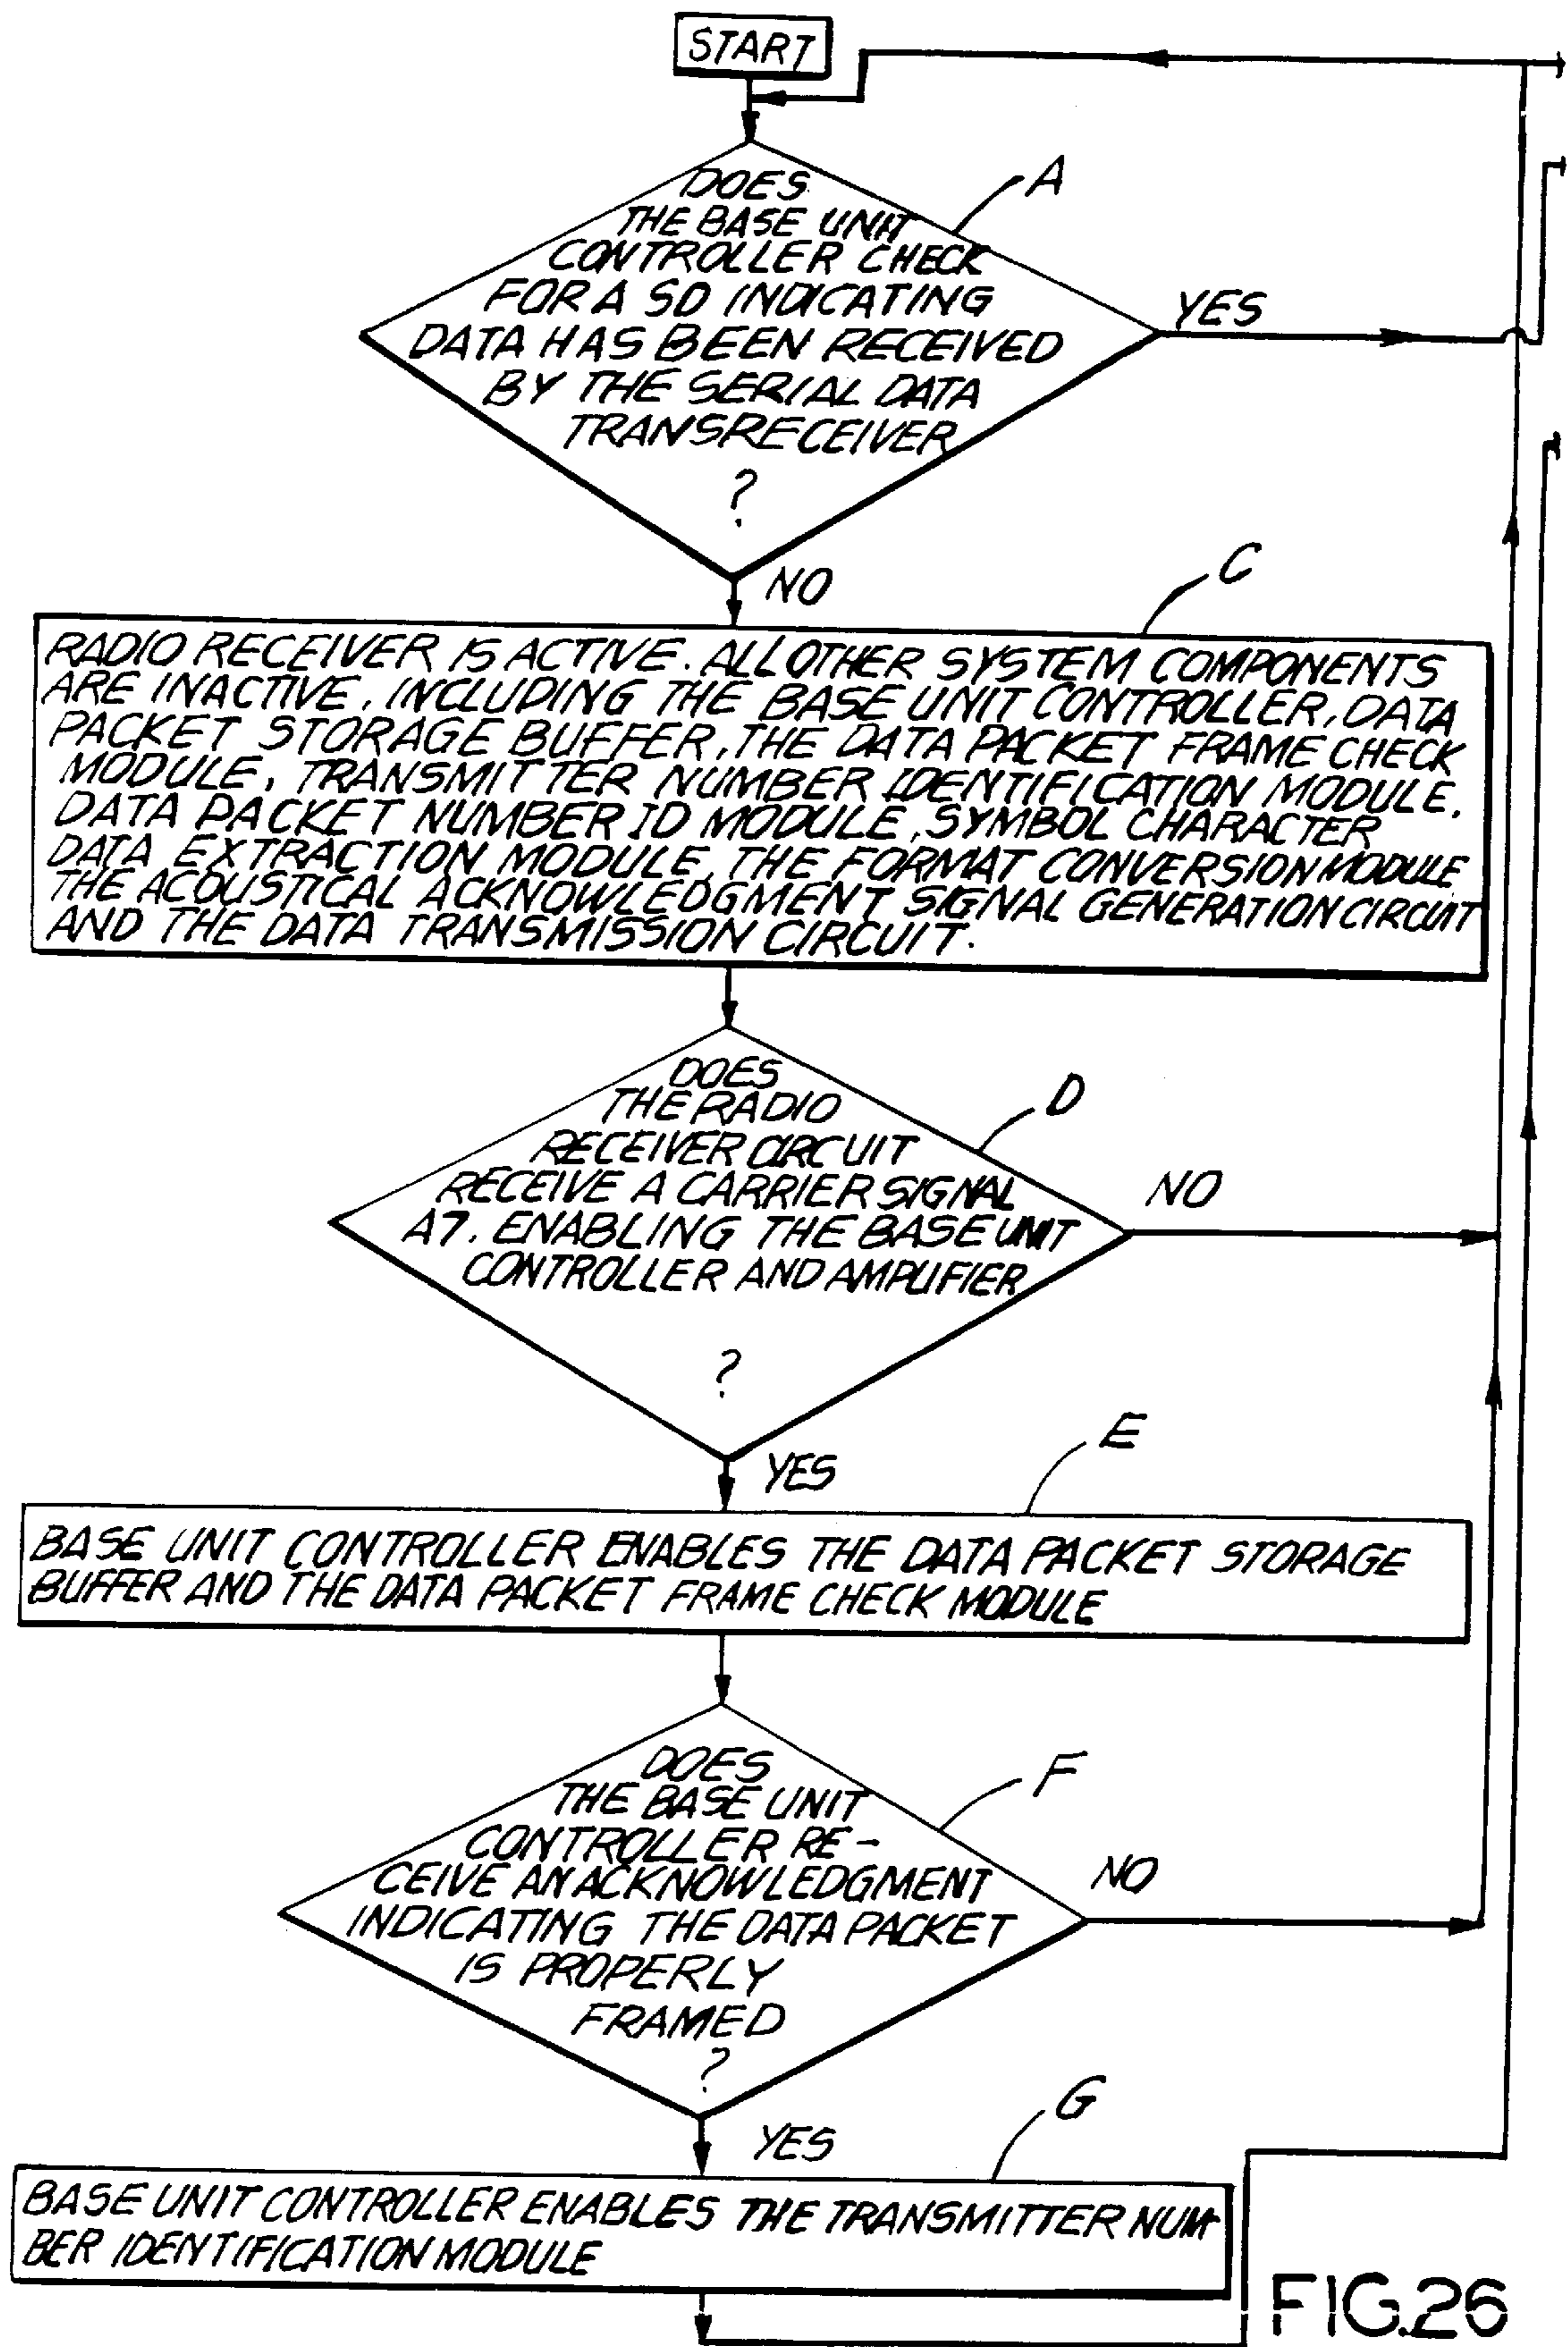 START
A
DOES
THE BASE UNIT
CONTROLLER CHECK
FOR A SD INDICATING
DATA HAS BEEN RECEIVED
BY THE SERIAL DATA
TRANSRECEIVER
?
YES
NO
C
RADIO RECEIVER IS ACTIVE. ALL OTHER SYSTEM COMPONENTS
ARE INACTIVE, INCLUDING THE BASE UNIT CONTROLLER, DATA
PACKET STORAGE BUFFER, THE DATA PACKET FRAME CHECK
MODULE, TRANSMITTER NUMBER IDENTIFICATION MODULE,
DATA PACKET NUMBER ID MODULE, SYMBOL CHARACTER
DATA EXTRACTION MODULE, THE FORMAT CONVERSION MODULE
THE ACOUSTICAL ACKNOWLEDGMENT SIGNAL GENERATION CIRCUIT
AND THE DATA TRANSMISSION CIRCUIT.
D
DOES
THE RADIO
RECEIVER CIRCUIT
RECEIVE A CARRIER SIGNAL
A7, ENABLING THE BASE UNIT
CONTROLLER AND AMPLIFIER
?
NO
YES
E
BASE UNIT CONTROLLER ENABLES THE DATA PACKET STORAGE
BUFFER AND THE DATA PACKET FRAME CHECK MODULE
F
DOES
THE BASE UNIT
CONTROLLER RE-
CEIVE AN ACKNOWLEDGMENT
INDICATING THE DATA PACKET
IS PROPERLY
FRAMED
?
NO
YES
G
BASE UNIT CONTROLLER ENABLES THE TRANSMITTER NUM-
BER IDENTIFICATION MODULE
FIG.26